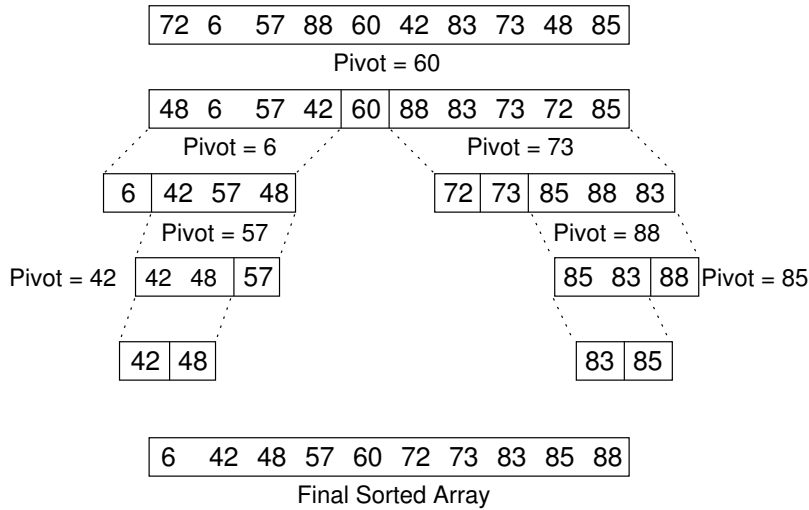 72 6 57 88 60 42 83 73 48 85
Pivot = 60
48 6 57 42 60 88 83 73 72 85
Pivot = 6 Pivot = 73
6 42 57 48 72 73 85 88 83
Pivot = 57 Pivot = 88
Pivot = 42 42 48 57 85 83 88 Pivot = 85
42 48 83 85
6 42 48 57 60 72 73 83 85 88
Final Sorted Array